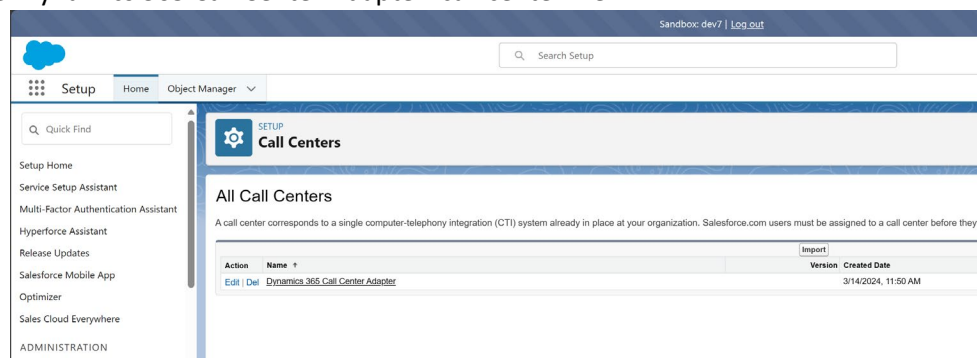 Sandbox: dev7 | Log out
Search Setup
Setup Home Object Manager
Quick Find
SETUP
Call Centers
Setup Home
Service Setup Assistant
Multi-Factor Authentication Assistant
Hyperforce Assistant
Release Updates
Salesforce Mobile App
Optimizer
Sales Cloud Everywhere
ADMINISTRATION
All Call Centers
A call center corresponds to a single computer-telephony integration (CTI) system already in place at your organization. Salesforce.com users must be assigned to a call center before they
Import
Action Name ↑ Version Created Date
Edit | Del Dynamics 365 Call Center Adapter 3/14/2024, 11:50 AM